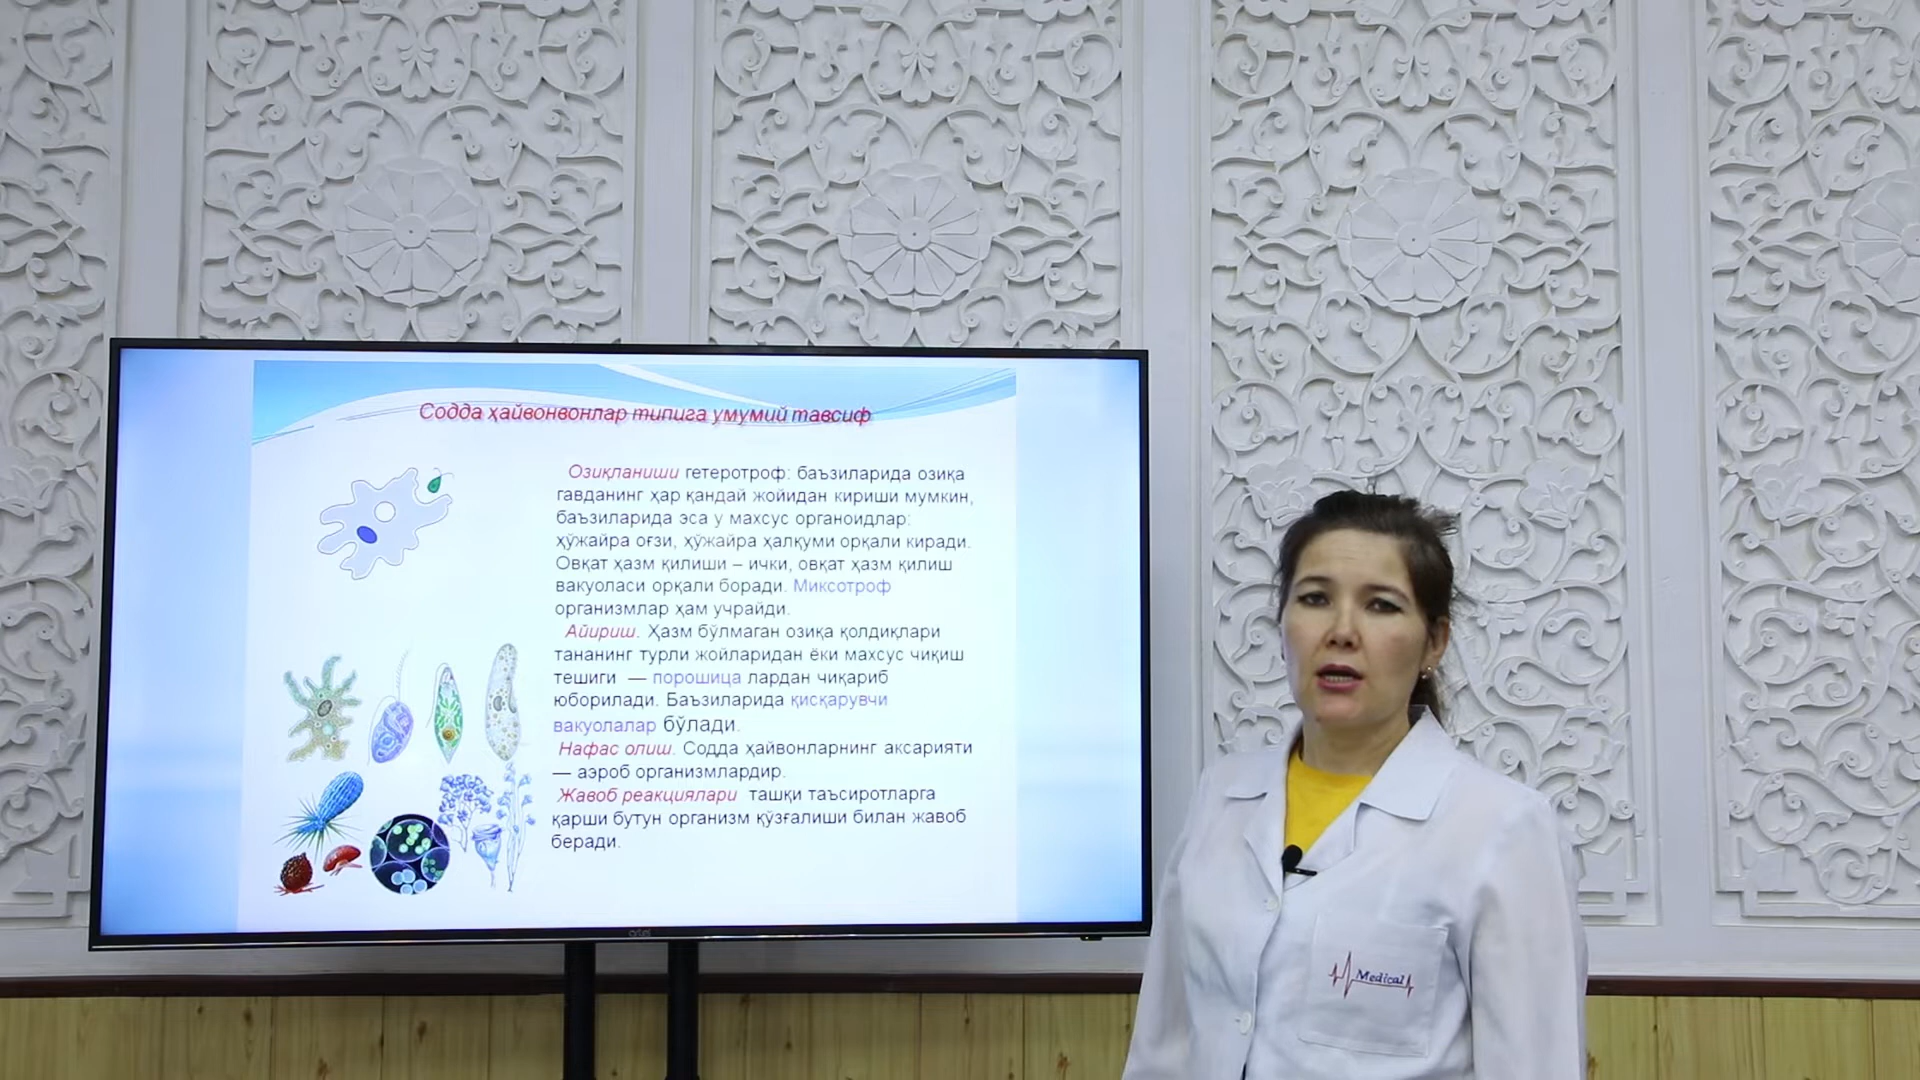 Содда ҳайвонвонлар типига умумий тавсиф
Озиқланиши гетеротроф: баъзиларида озиқа
гавданинг ҳар қандай жойидан кириши мумкин,
баъзиларида эса у махсус органоидлар:
ҳўжайра оғзи, ҳўжайра ҳалқуми орқали киради.
Овқат ҳазм қилиши – ички, овқат ҳазм қилиш
вакуоласи орқали боради. Миксотроф
организмлар ҳам учрайди.
Айириш. Ҳазм бўлмаган озиқа қолдиқлари
тананинг турли жойларидан ёки махсус чиқиш
тешиги — порошица лардан чиқариб
юборилади. Баъзиларида қисқарувчи
вакуолалар бўлади.
Нафас олиш. Содда ҳайвонларнинг аксарияти
— аэроб организмлардир.
Жавоб реакциялари ташқи таъсиротларга
қарши бутун организм қўзғалиши билан жавоб
беради.
artel
Medical